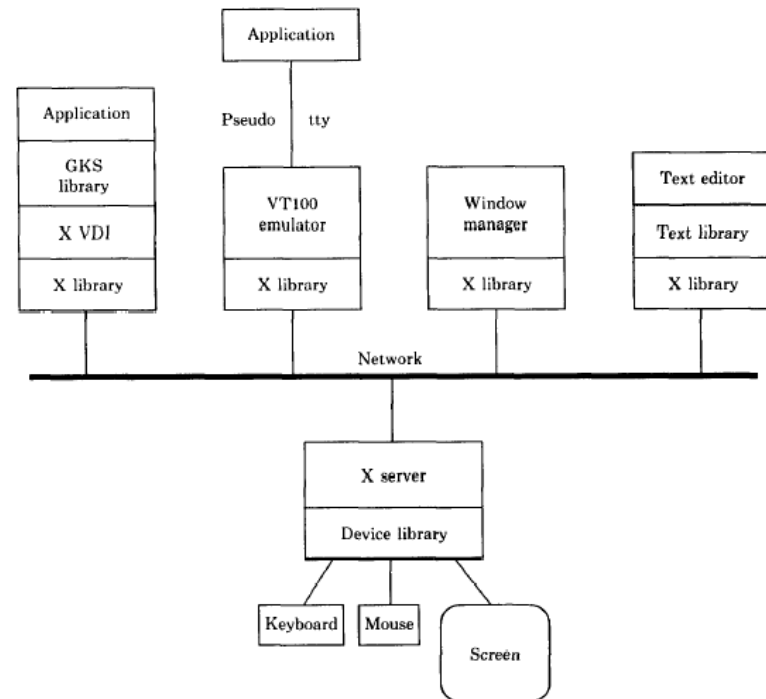 Application
Application
GKS
library
X VDI
X library
Pseudo tty
VT100
emulator
X library
Window
manager
X library
Text editor
Text library
X library
Network
X server
Device library
Keyboard
Mouse
Screen